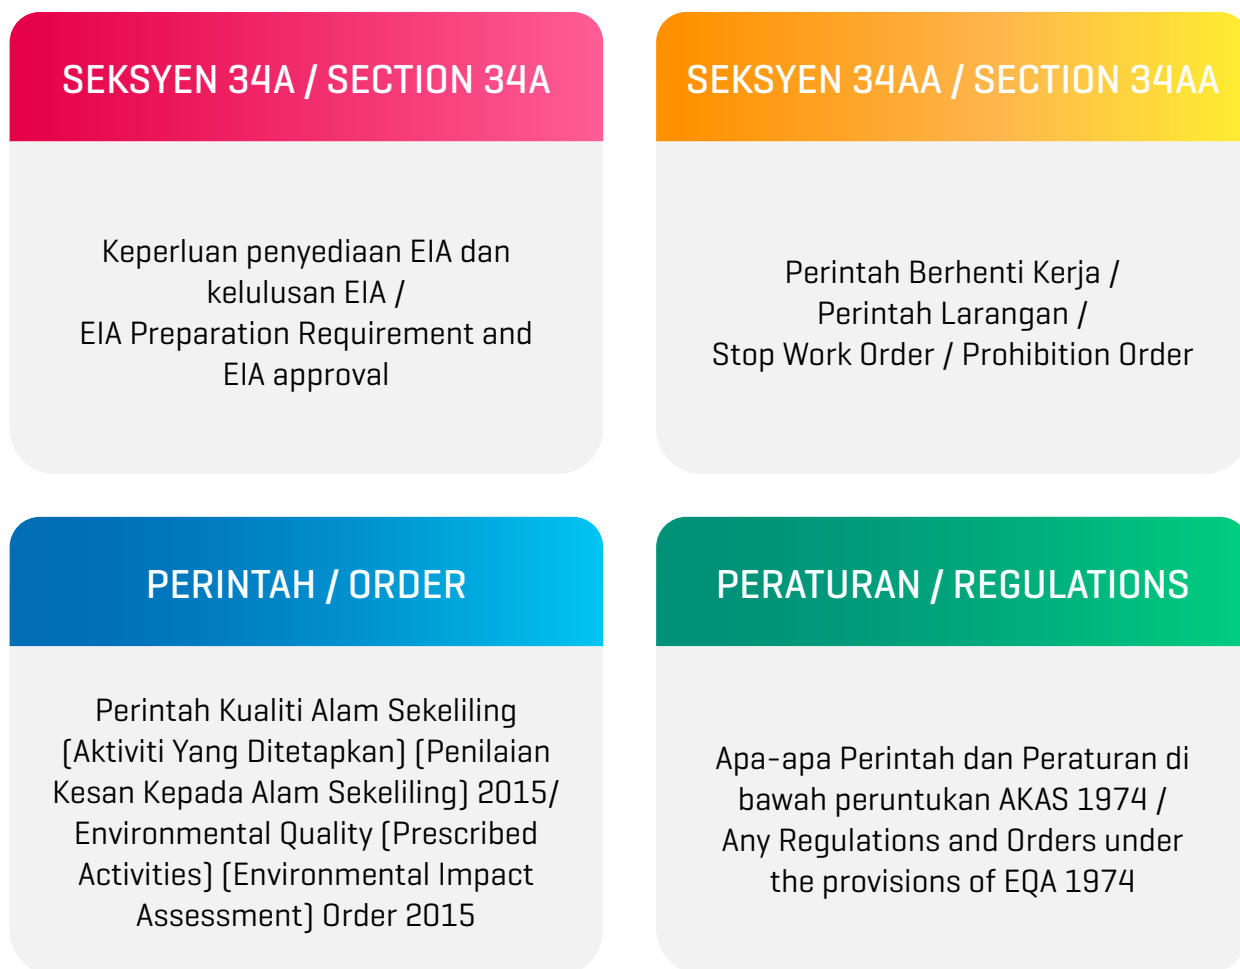 SEKSYEN 34A / SECTION 34A
Keperluan penyediaan EIA dan
kelulusan EIA /
EIA Preparation Requirement and
EIA approval
SEKSYEN 34AA / SECTION 34AA
Perintah Berhenti Kerja /
Perintah Larangan /
Stop Work Order / Prohibition Order
PERINTAH / ORDER
Perintah Kualiti Alam Sekeliling
(Aktiviti Yang Ditetapkan) (Penilaian
Kesan Kepada Alam Sekeliling) 2015/
Environmental Quality (Prescribed
Activities) (Environmental Impact
Assessment) Order 2015
PERATURAN / REGULATIONS
Apa-apa Perintah dan Peraturan di
bawah peruntukan AKAS 1974 /
Any Regulations and Orders under
the provisions of EQA 1974